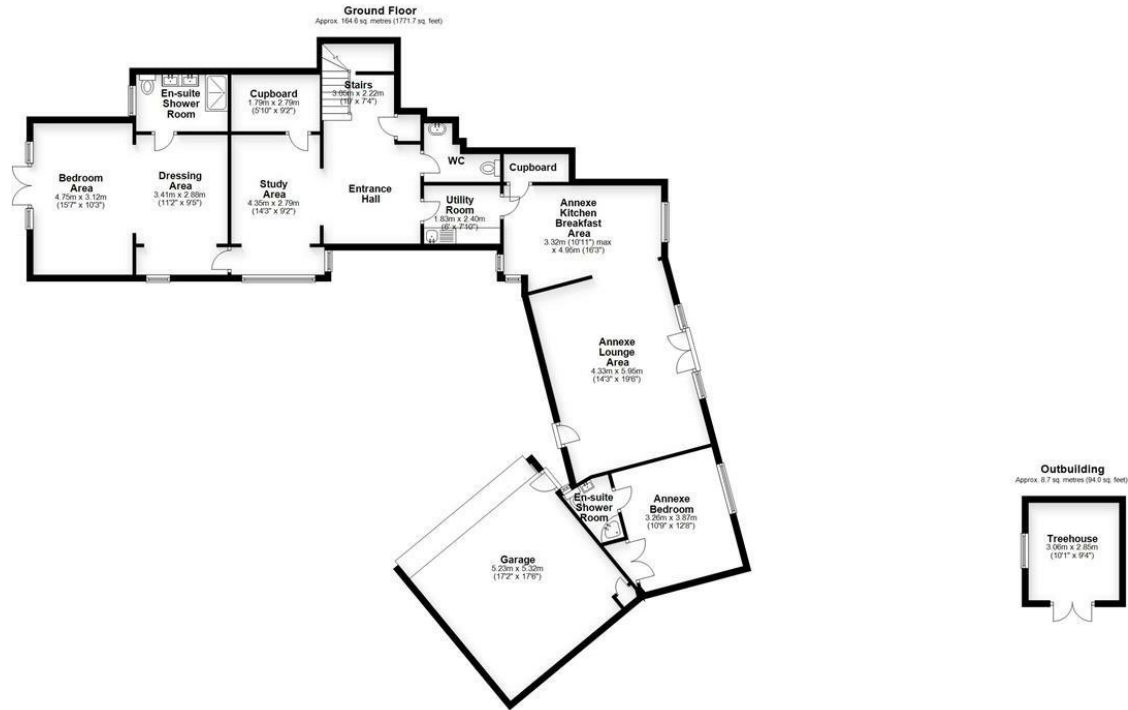 Ground Floor
Approx. 164.6 sq. metres (1771.7 sq. feet)
En-suite
Shower
Room
Cupboard
1.79m x 2.79m
(5'10" x 9'2")
Stairs
3.05m x 2.22m
(10' x 7'4")
Bedroom
Area
4.75m x 3.12m
(15'7" x 10'3")
Dressing
Area
3.41m x 2.88m
(11'2" x 9'5")
Study
Area
4.35m x 2.79m
(14'3" x 9'2")
Entrance
Hall
WC
Cupboard
Utility
Room
1.83m x 2.40m
(6' x 7'10")
Annexe
Kitchen
Breakfast
Area
3.32m (10'11") max
x 4.95m (16'3")
Annexe
Lounge
Area
4.33m x 5.95m
(14'3" x 19'6")
En-suite
Shower
Room
Annexe
Bedroom
3.26m x 3.87m
(10'9" x 12'8")
Garage
5.23m x 5.32m
(17'2" x 17'6")
Outbuilding
Approx. 8.7 sq. metres (94.0 sq. feet)
Treehouse
3.06m x 2.85m
(10'1" x 9'4")